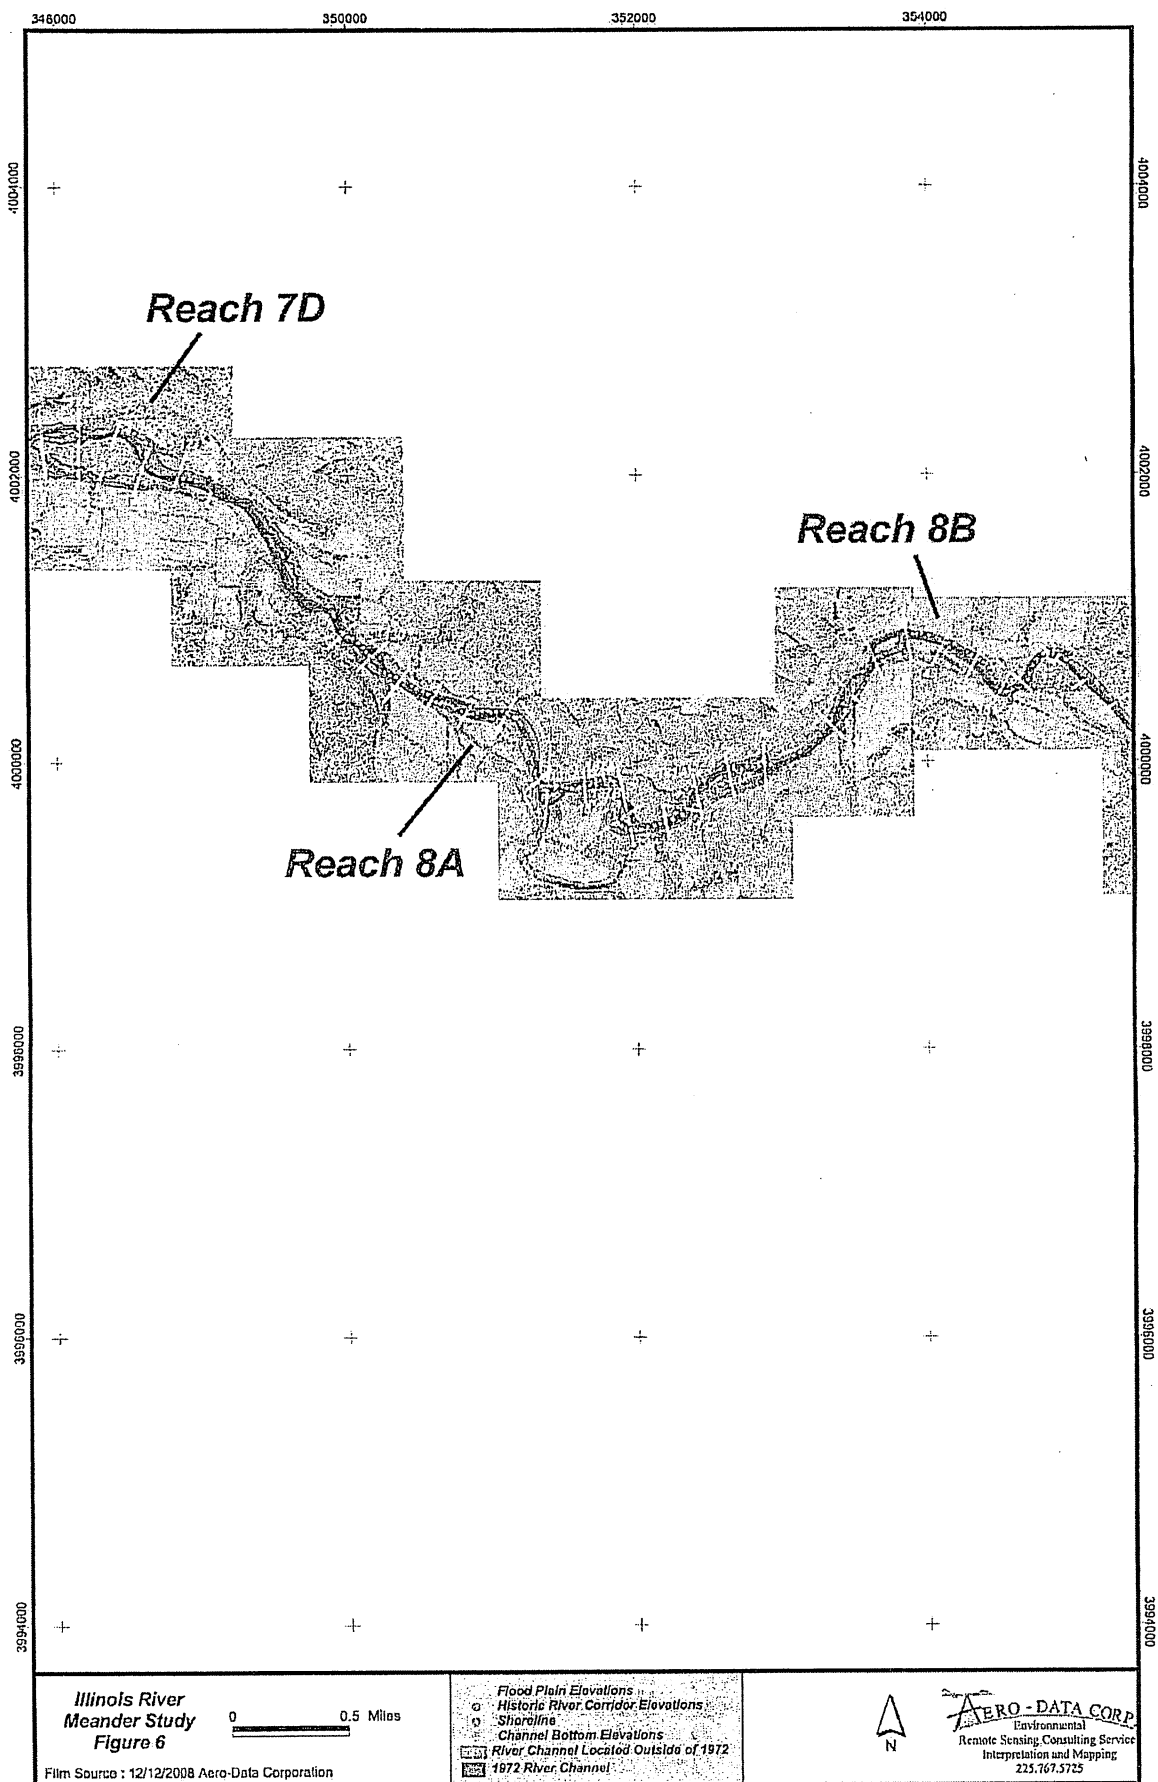 348000 350000 352000 354000
4004000 4004000
Reach 7D
4002000 4002000
Reach 8B
4000000 4000000
Reach 8A
3998000 3998000
3996000 3996000
3994000 3994000
Illinois River
Meander Study
Figure 6
0 0.5 Miles
Film Source : 12/12/2008 Aero-Data Corporation
Flood Plain Elevations
Historic River Corridor Elevations
Shoreline
Channel Bottom Elevations
River Channel Located Outside of 1972
1972 River Channel
N
AERO-DATA CORP.
Environmental
Remote Sensing, Consulting Service
Interpretation and Mapping
225.767.5725